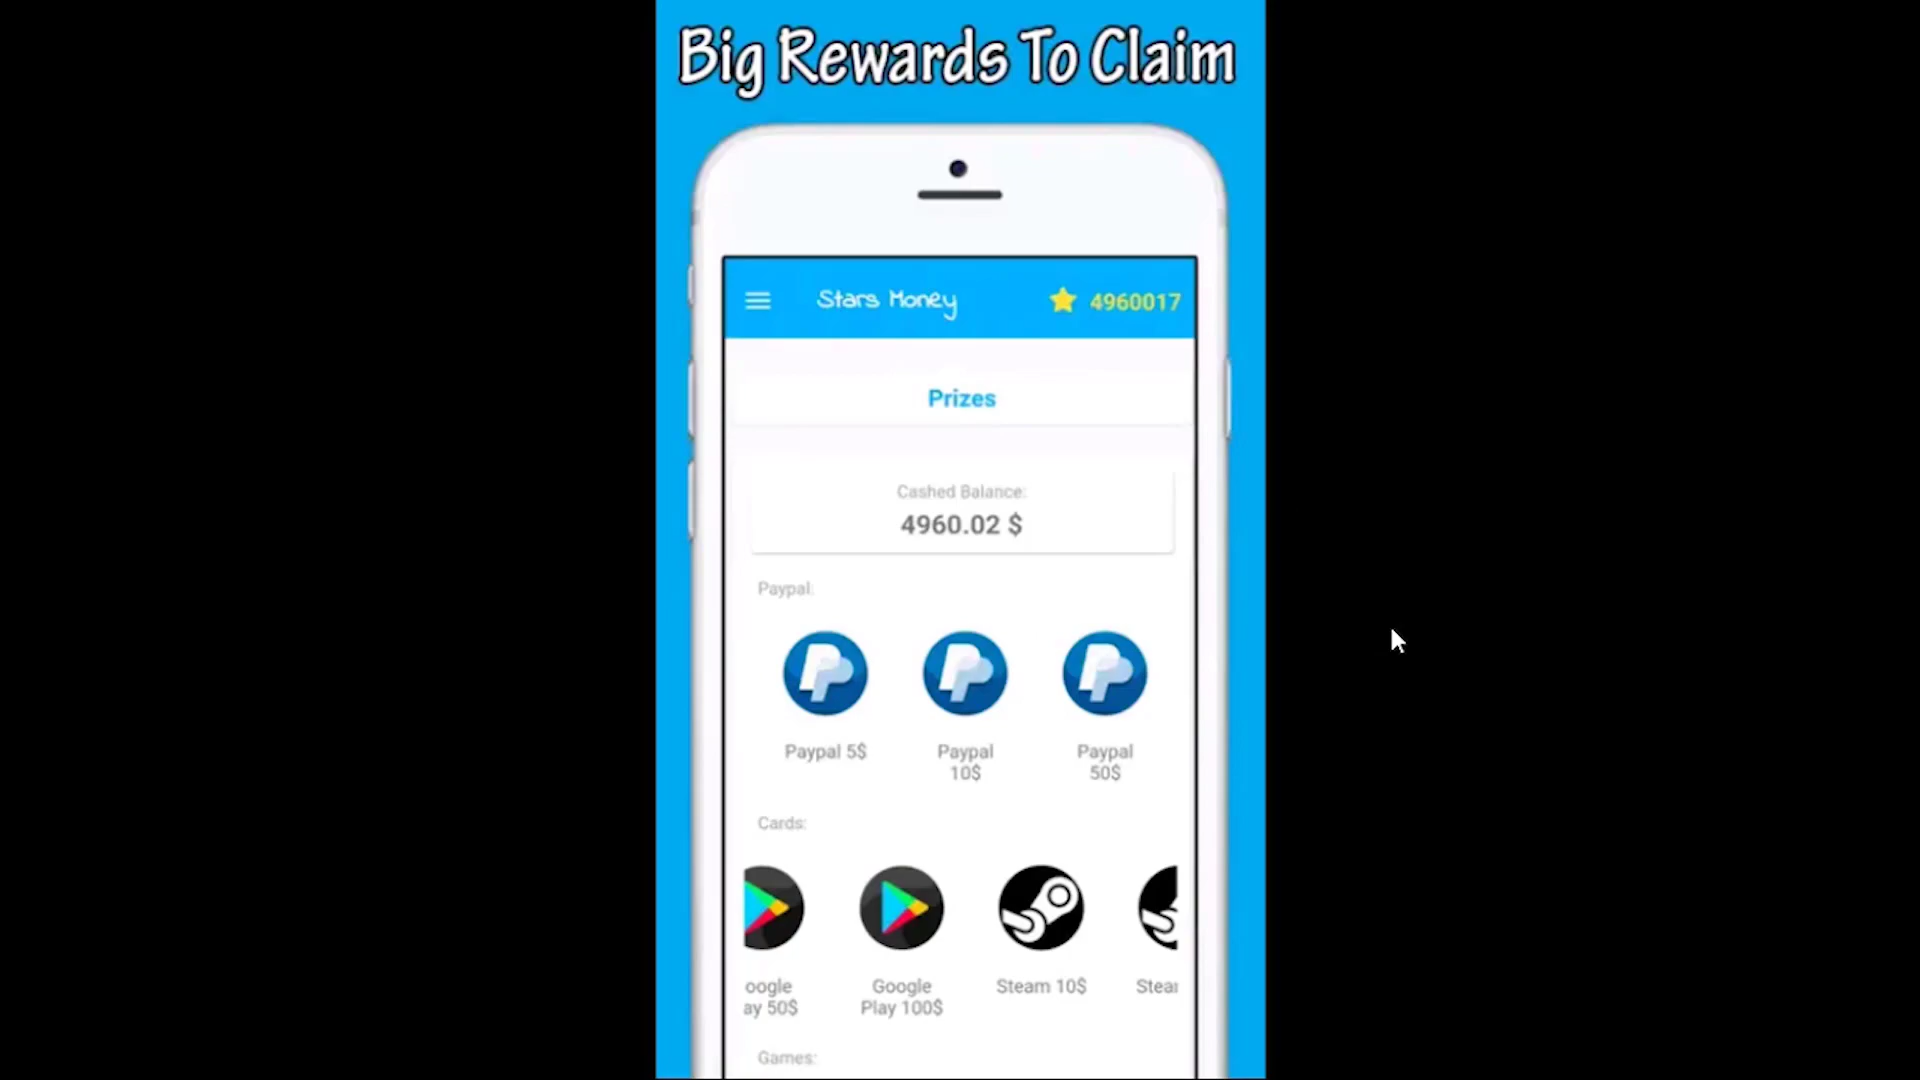 Big Rewards To Claim
Stars Money
4960017
Prizes
Cashed Balance:
4960.02 $
Paypal:
Paypal 5$
Paypal
10$
Paypal
50$
Cards:
oogle
ay 50$
Google
Play 100$
Steam 10$
Stea
Games: